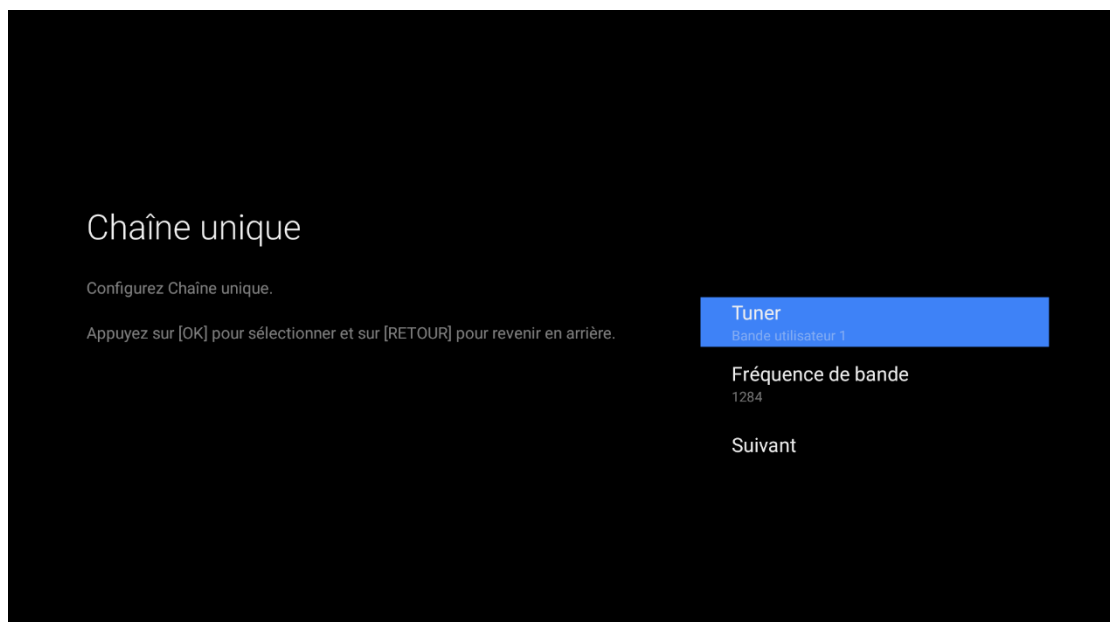 Chaîne unique
Configurez Chaîne unique.
Appuyez sur [OK] pour sélectionner et sur [RETOUR] pour revenir en arrière.
Tuner
Bande utilisateur 1
Fréquence de bande
1284
Suivant